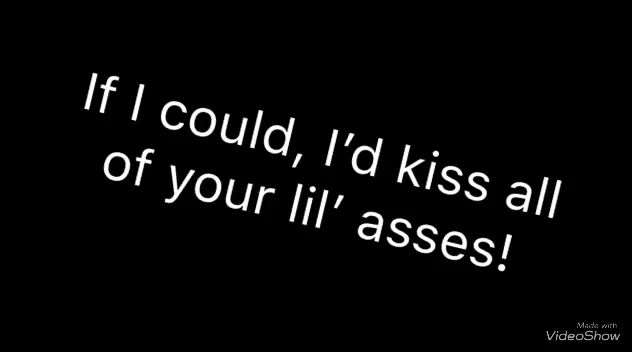 If I could, I’d kiss all
of your lil’ asses!
Made with
VideoShow